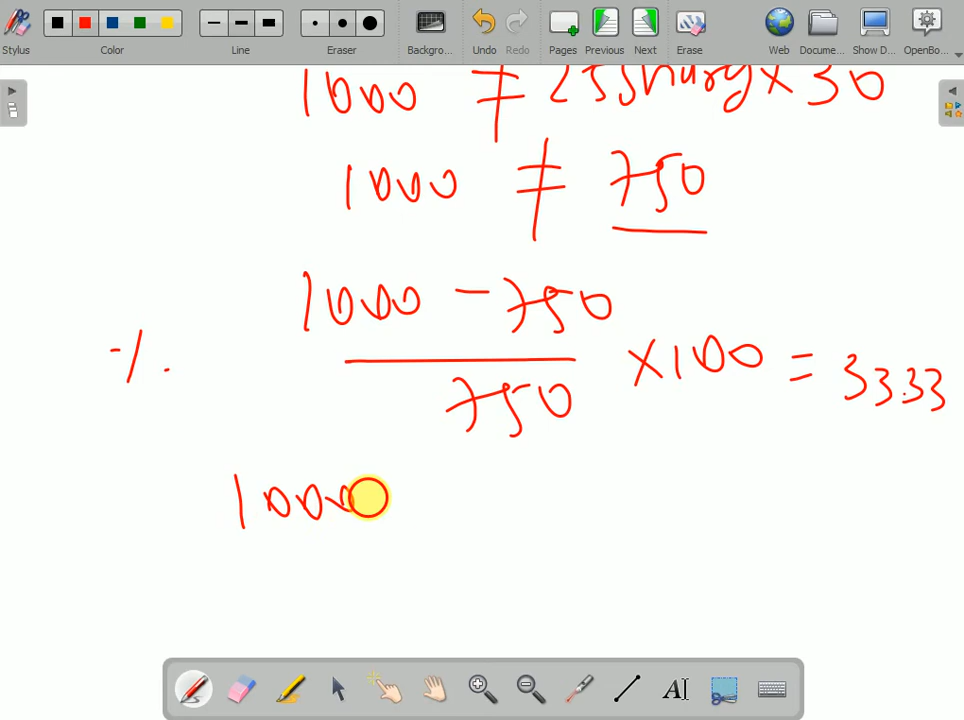 Stylus Color Line Eraser Backgro... Undo Redo Pages Previous Next Erase Web Docume... Show D... OpenBo...
1000 ≠ 25 × 30
1000 ≠ 750
1000 - 750
%. 750 ×100 = 33.33
1000